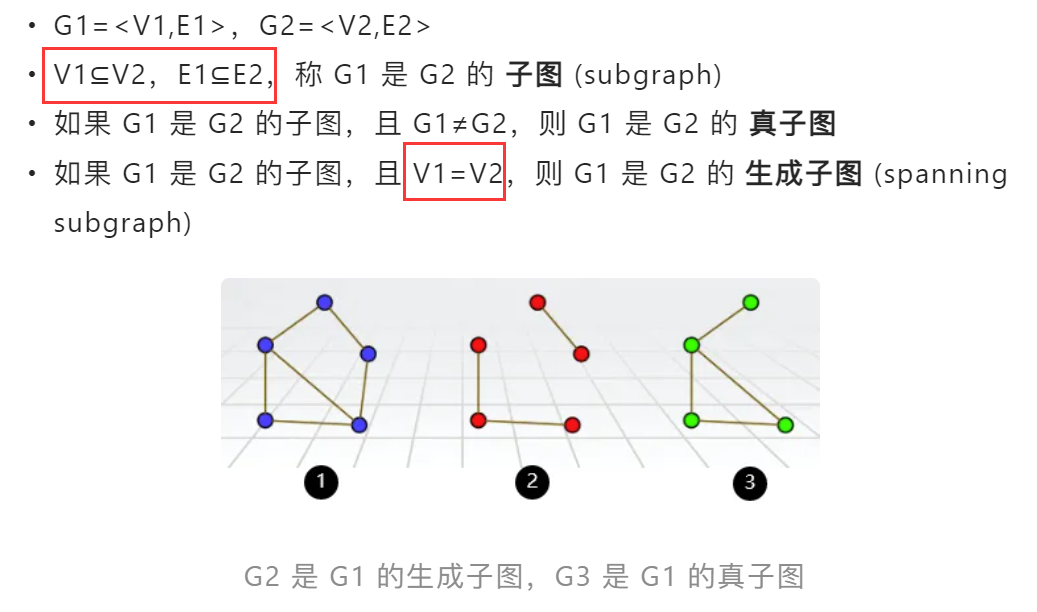 • G1=<V1,E1>，G2=<V2,E2>
• V1⊆V2，E1⊆E2，称 G1 是 G2 的 子图 (subgraph)
• 如果 G1 是 G2 的子图，且 G1≠G2，则 G1 是 G2 的 真子图
• 如果 G1 是 G2 的子图，且 V1=V2，则 G1 是 G2 的 生成子图 (spanning
subgraph)
1 2 3
G2 是 G1 的生成子图，G3 是 G1 的真子图